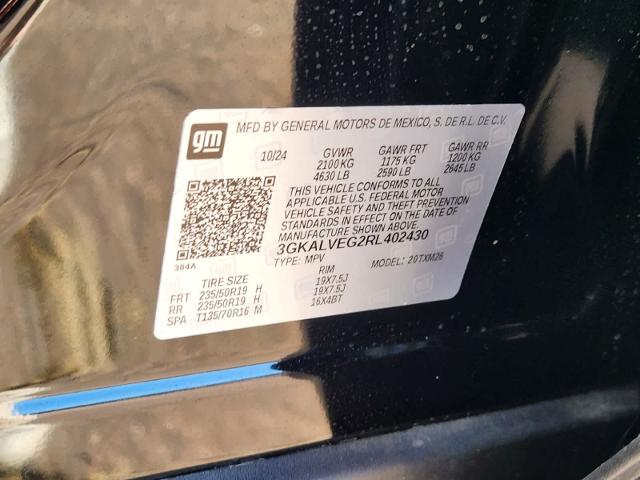 gm
MFD BY GENERAL MOTORS DE MEXICO, S. DE R.L. DE C.V.
10/24 GVWR GAWR FRT GAWR RR
2100 KG 1175 KG 1200 KG
4630 LB 2590 LB 2645 LB
THIS VEHICLE CONFORMS TO ALL
APPLICABLE U.S. FEDERAL MOTOR
VEHICLE SAFETY AND THEFT PREVENTION
STANDARDS IN EFFECT ON THE DATE OF
MANUFACTURE SHOWN ABOVE.
3GKALVEG2RL402430
TYPE: MPV MODEL: 20TXM26
384A
TIRE SIZE RIM
FRT 235/50R19 H 19X7.5J
RR 235/50R19 H 19X7.5J
SPA T135/70R16 M 16X4BT